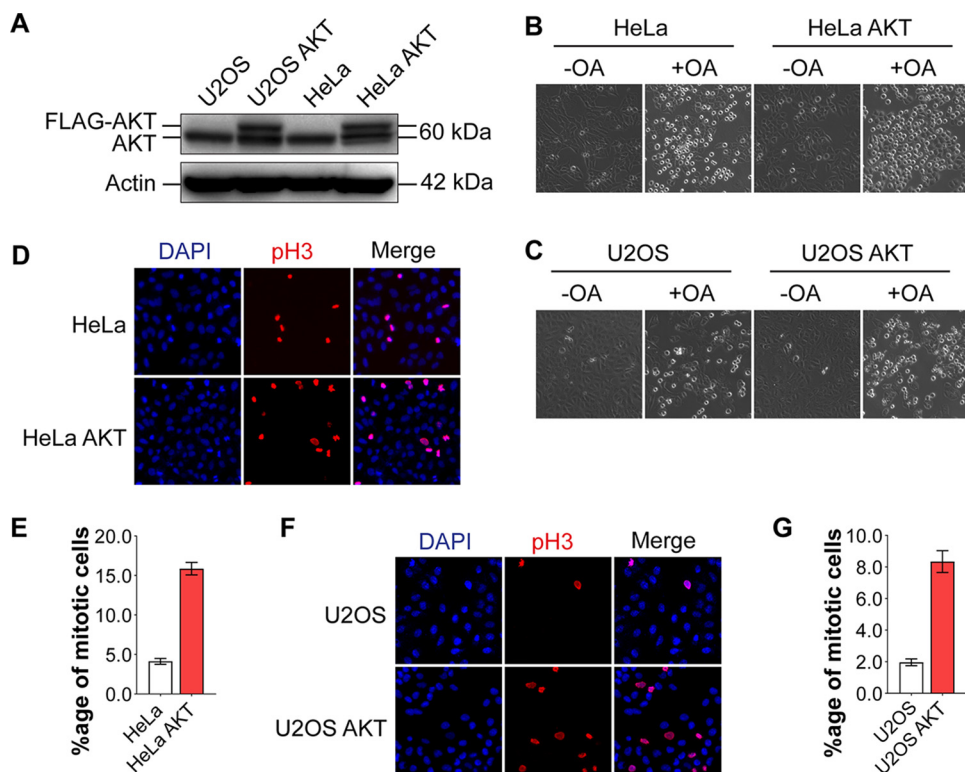 A
U2OS
U2OS AKT
HeLa
HeLa AKT
FLAG-AKT
AKT
60 kDa
Actin
42 kDa
B
HeLa HeLa AKT
-OA +OA -OA +OA
C
U2OS U2OS AKT
-OA +OA -OA +OA
D
DAPI pH3 Merge
HeLa
HeLa AKT
E
%age of mitotic cells
20.0
15.0
10.0
5.0
0.0
HeLa
HeLa AKT
F
DAPI pH3 Merge
U2OS
U2OS AKT
G
%age of mitotic cells
10.0
8.0
6.0
4.0
2.0
0.0
U2OS
U2OS AKT